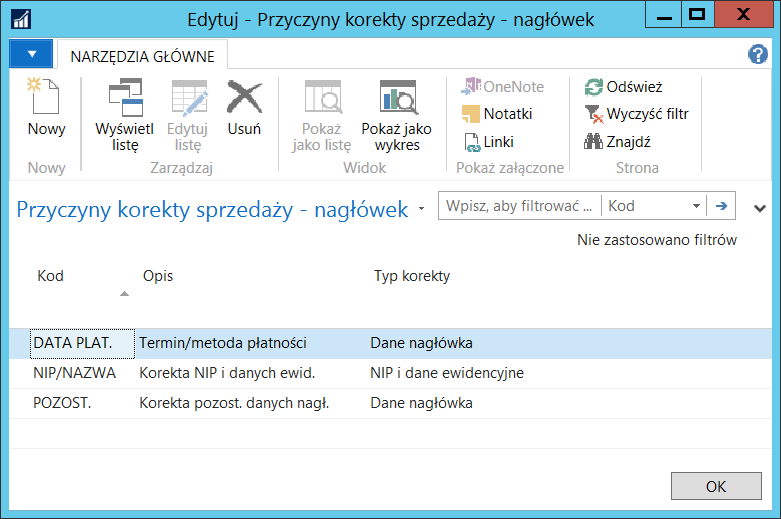 Edytuj - Przyczyny korekty sprzedaży - nagłówek
NARZĘDZIA GŁÓWNE
Nowy
Wyświetl listę
Edytuj listę
Usuń
Pokaż jako listę
Pokaż jako wykres
OneNote
Notatki
Linki
Odśwież
Wyczyść filtr
Znajdź
Nowy
Zarządzaj
Widok
Pokaż załączone
Strona
Przyczyny korekty sprzedaży - nagłówek
Wpisz, aby filtrować ... Kod
Nie zastosowano filtrów
Kod Opis Typ korekty
DATA PLAT. Termin/metoda płatności Dane nagłówka
NIP/NAZWA Korekta NIP i danych ewid. NIP i dane ewidencyjne
POZOST. Korekta pozost. danych nagł. Dane nagłówka
OK